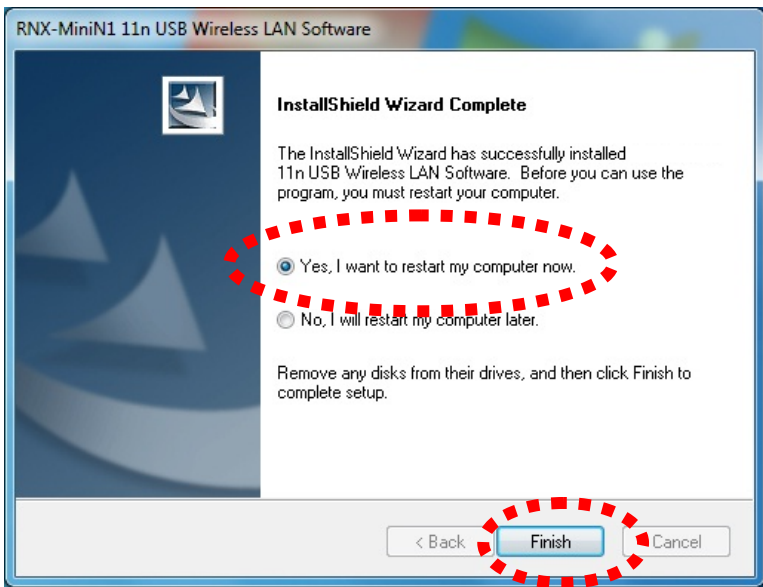 RNX-MiniN1 11n USB Wireless LAN Software
InstallShield Wizard Complete
The InstallShield Wizard has successfully installed
11n USB Wireless LAN Software.  Before you can use the
program, you must restart your computer.
Yes, I want to restart my computer now.
No, I will restart my computer later.
Remove any disks from their drives, and then click Finish to
complete setup.
< Back
Finish
Cancel